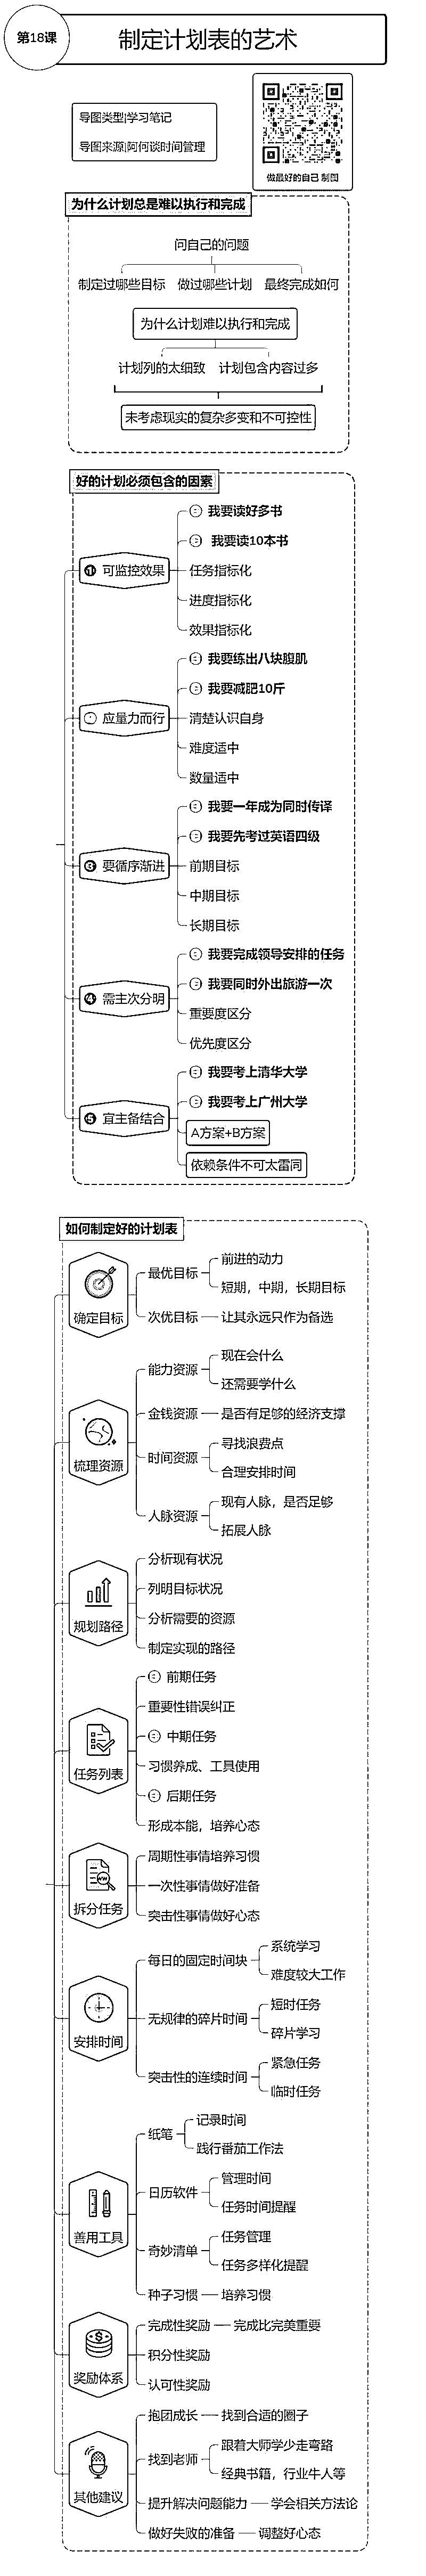 第18课
制定计划表的艺术
导图类型|学习笔记
导图来源|阿何谈时间管理
做最好的自己 制图
为什么计划总是难以执行和完成
问自己的问题
制定过哪些目标 做过哪些计划 最终完成如何
为什么计划难以执行和完成
计划列的太细致 计划包含内容过多
未考虑现实的复杂多变和不可控性
好的计划必须包含的因素
1 可监控效果
我要读好多书
我要读10本书
任务指标化
进度指标化
效果指标化
应量力而行
我要练出八块腹肌
我要减肥10斤
清楚认识自身
难度适中
数量适中
3 要循序渐进
我要一年成为同时传译
我要先考过英语四级
前期目标
中期目标
长期目标
4 需主次分明
我要完成领导安排的任务
我要同时外出旅游一次
重要度区分
优先度区分
5 宜主备结合
我要考上清华大学
我要考上广州大学
A方案+B方案
依赖条件不可太雷同
如何制定好的计划表
确定目标
最优目标
前进的动力
短期，中期，长期目标
次优目标
让其永远只作为备选
梳理资源
能力资源
现在会什么
还需要学什么
金钱资源
是否有足够的经济支撑
时间资源
寻找浪费点
合理安排时间
人脉资源
现有人脉，是否足够
拓展人脉
规划路径
分析现有状况
列明目标状况
分析需要的资源
制定实现的路径
任务列表
前期任务
重要性错误纠正
中期任务
习惯养成、工具使用
后期任务
形成本能，培养心态
拆分任务
周期性事情培养习惯
一次性事情做好准备
突击性事情做好心态
安排时间
每日的固定时间块
系统学习
难度较大工作
无规律的碎片时间
短时任务
碎片学习
突击性的连续时间
紧急任务
临时任务
善用工具
纸笔
记录时间
践行番茄工作法
日历软件
管理时间
任务时间提醒
奇妙清单
任务管理
任务多样化提醒
种子习惯
培养习惯
奖励体系
完成性奖励
完成比完美重要
积分性奖励
认可性奖励
其他建议
抱团成长
找到合适的圈子
找到老师
跟着大师学少走弯路
经典书籍，行业牛人等
提升解决问题能力
学会相关方法论
做好失败的准备
调整好心态